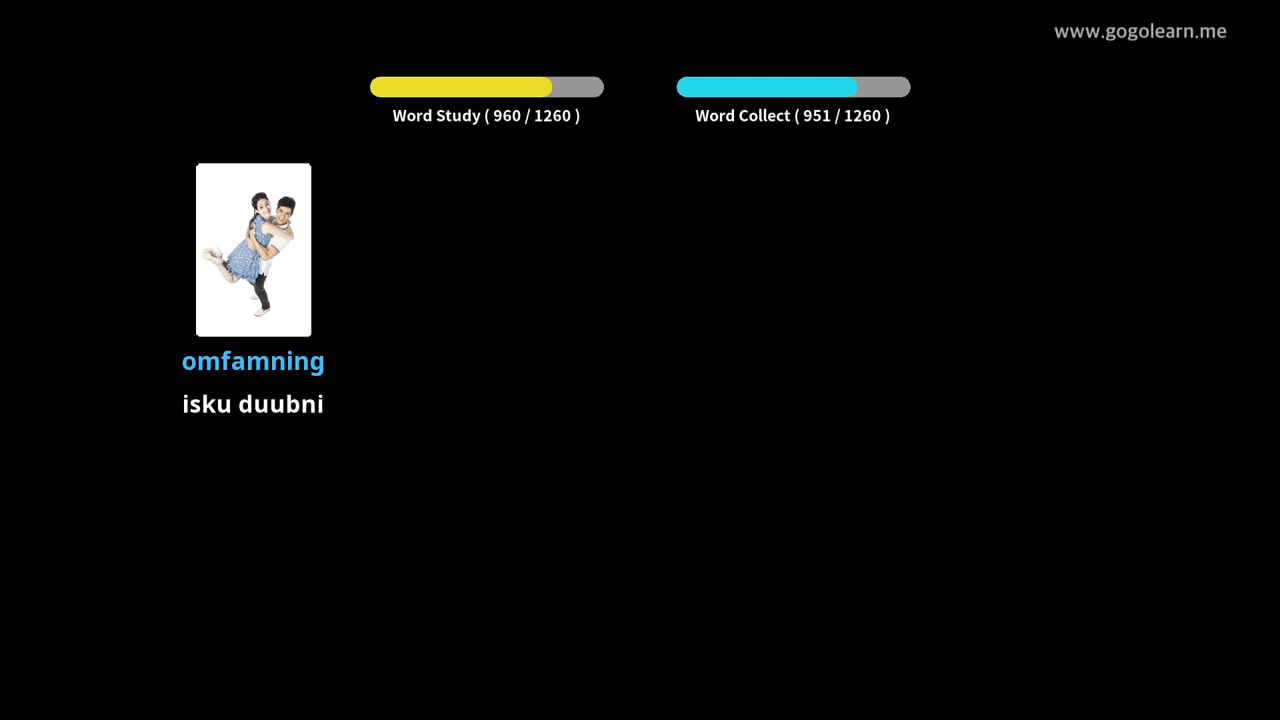 www.gogolearn.me
Word Study ( 960 / 1260 )
Word Collect ( 951 / 1260 )
omfamning
isku duubni